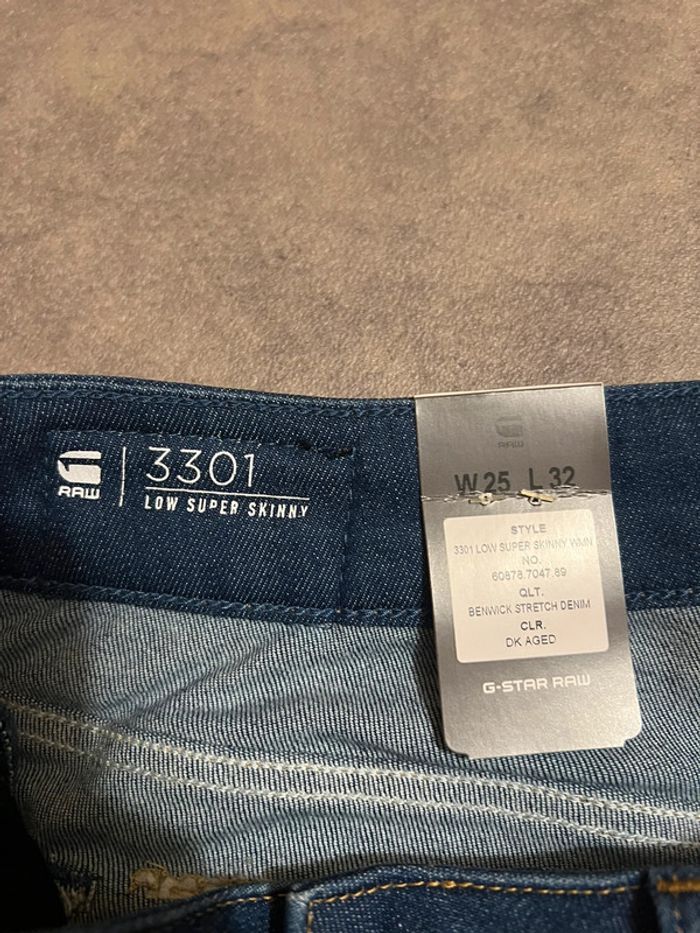 RAW
3301
LOW SUPER SKINNY
RAW
W 25 L 32
STYLE
3301 LOW SUPER SKINNY WMN
NO.
60878.7047.89
QLT.
BENWICK STRETCH DENIM
CLR.
DK AGED
G-STAR RAW